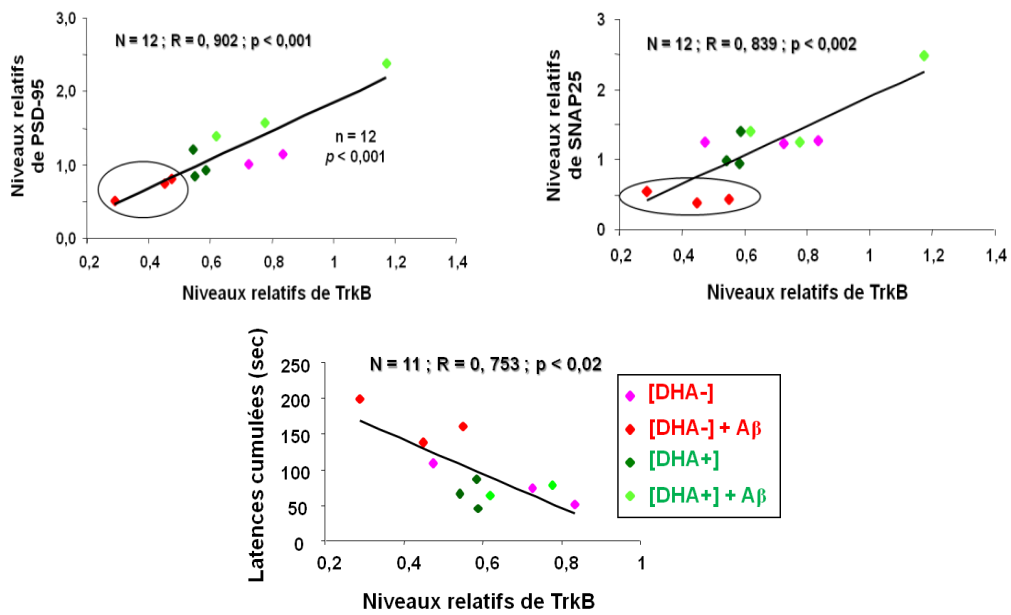 N = 12 ; R = 0, 902 ; p < 0,001
Niveaux relatifs
de PSD-95
3,0
2,0
1,0
0,0
n = 12
p < 0,001
0,2 0,4 0,6 0,8 1 1,2 1,4
Niveaux relatifs de TrkB
N = 12 ; R = 0, 839 ; p < 0,002
Niveaux relatifs
de SNAP25
3
2
1
0
0,2 0,4 0,6 0,8 1 1,2 1,4
Niveaux relatifs de TrkB
N = 11 ; R = 0, 753 ; p < 0,02
Latences cumulées (sec)
250
200
150
100
50
0
0,2 0,4 0,6 0,8 1
Niveaux relatifs de TrkB
[DHA-]
[DHA-] + Aβ
[DHA+]
[DHA+] + Aβ